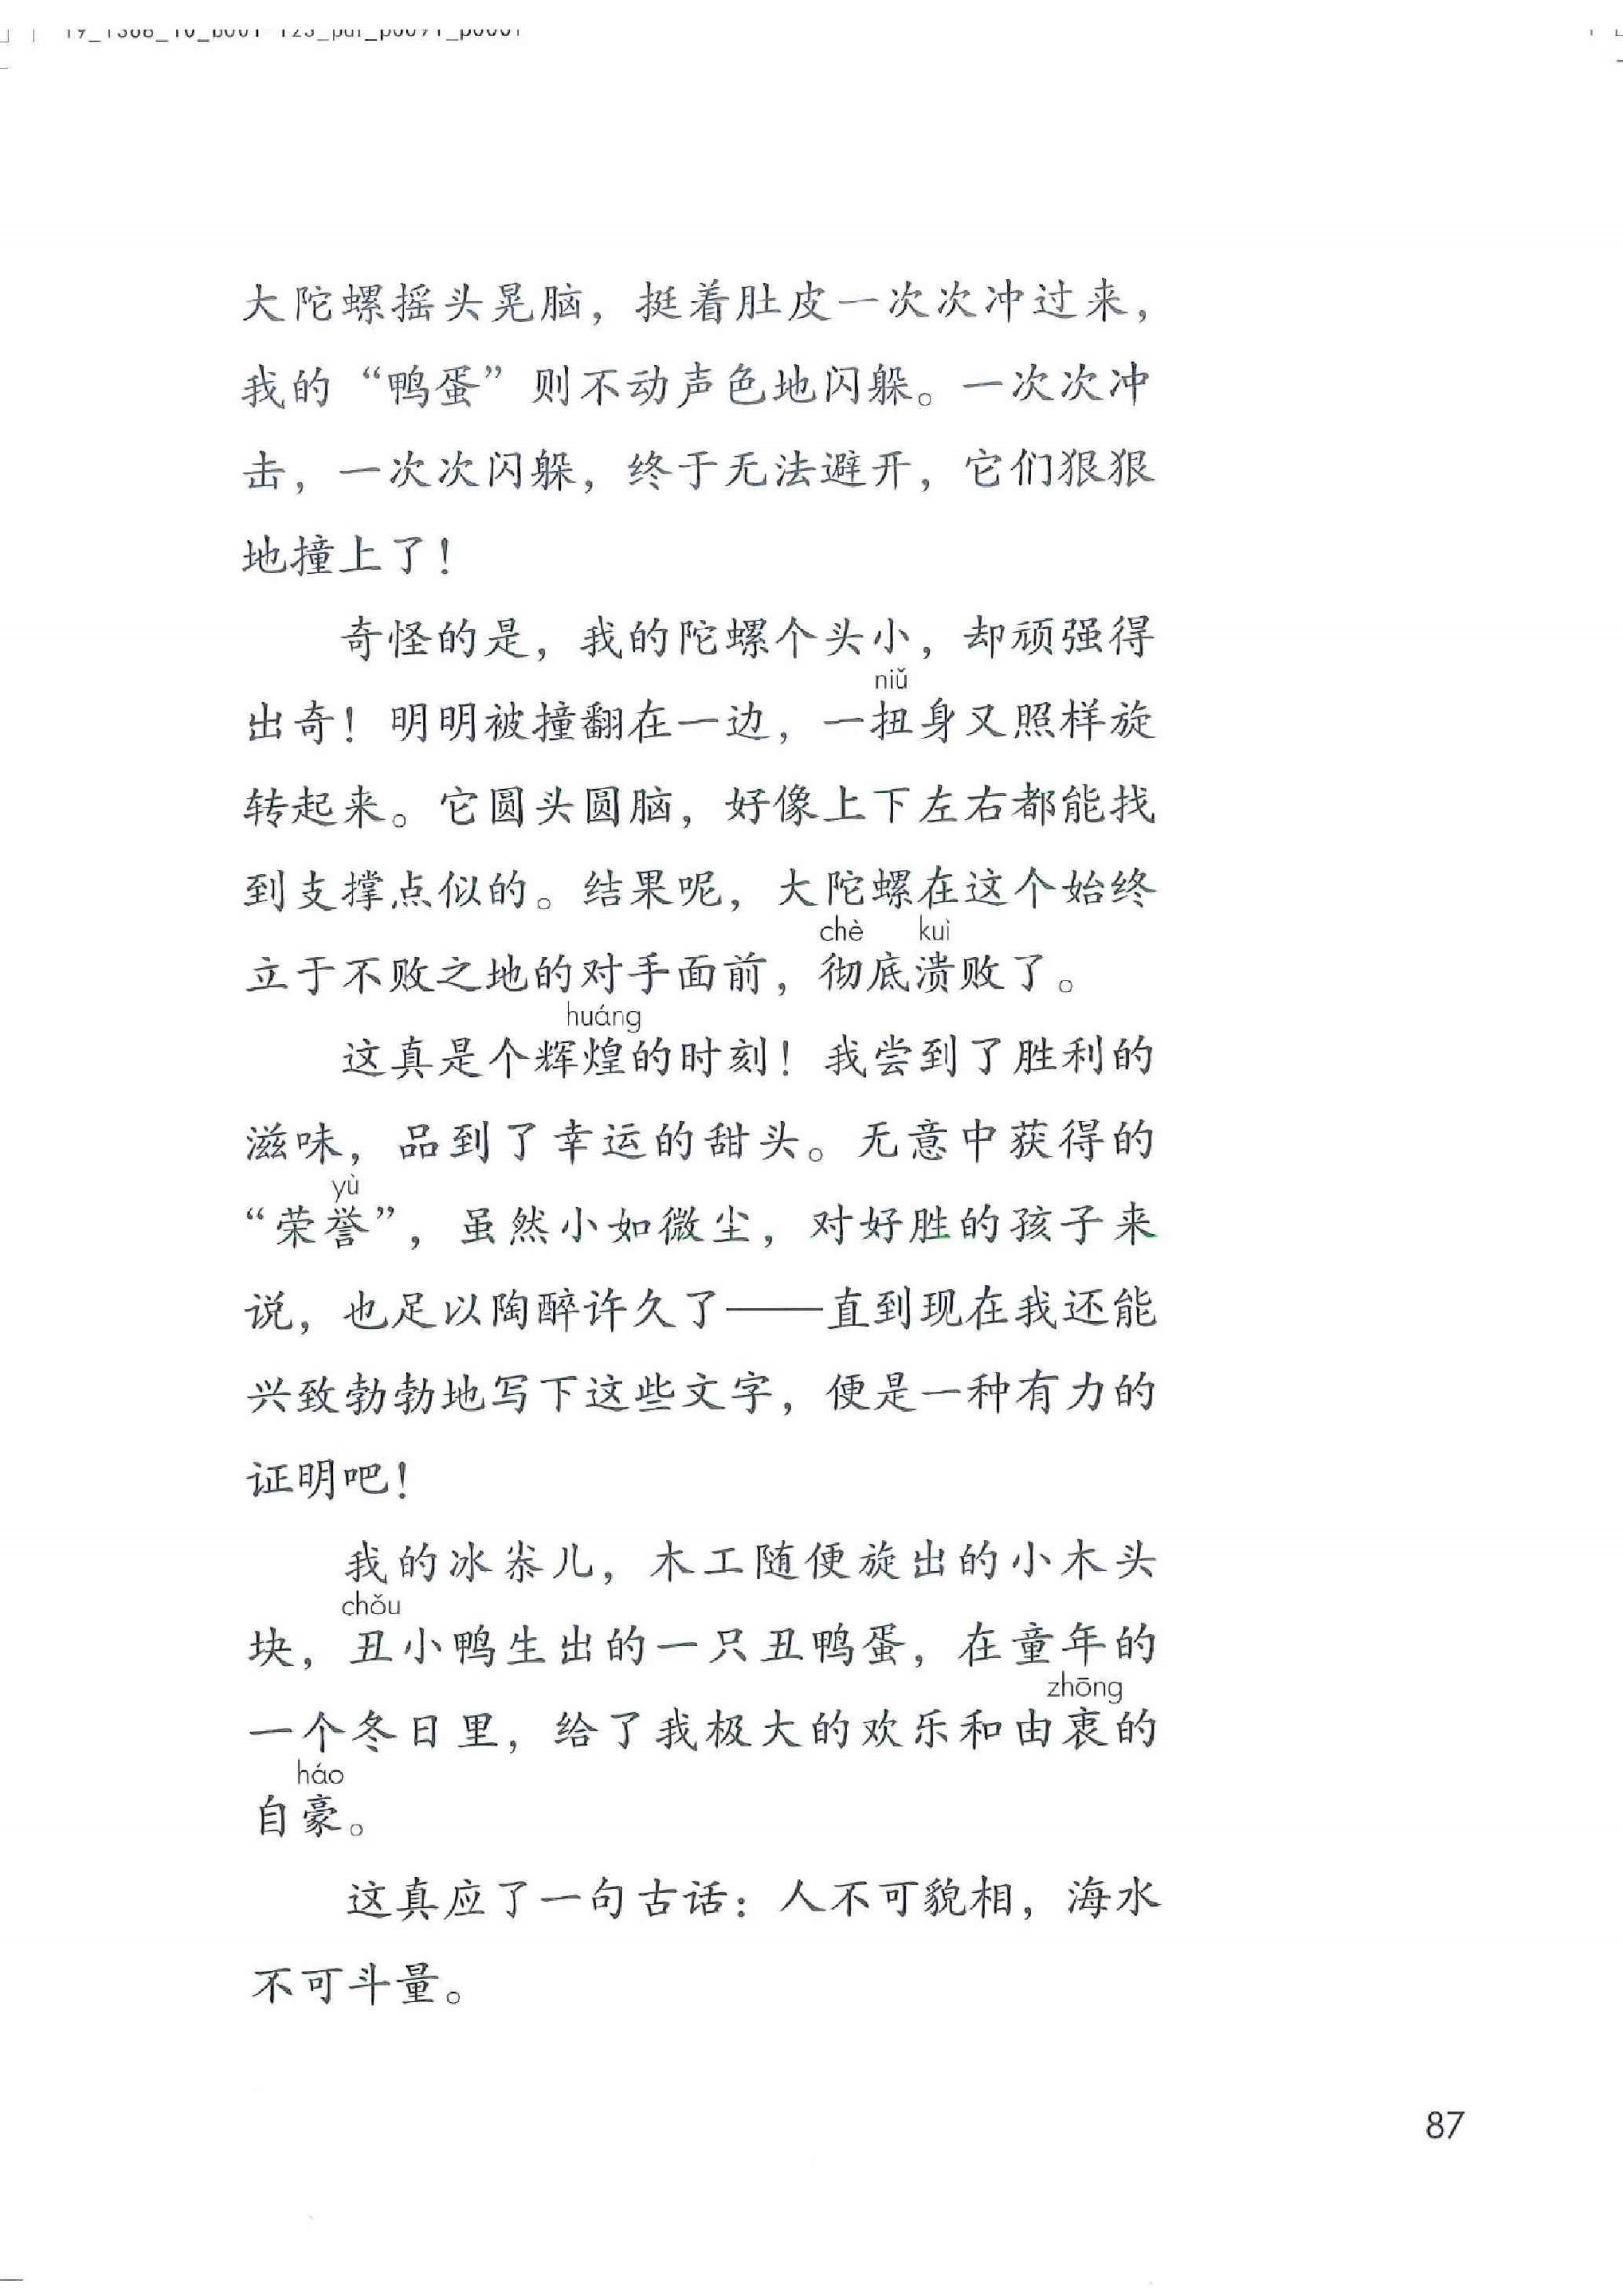 大陀螺摇头晃脑，挺着肚皮一次次冲过来，
我的“鸭蛋”则不动声色地闪躲。一次次冲
击，一次次闪躲，终于无法避开，它们狠狠
地撞上了！
奇怪的是，我的陀螺个头小，却顽强得
niǔ
出奇！明明被撞翻在一边，一扭身又照样旋
转起来。它圆头圆脑，好像上下左右都能找
到支撑点似的。结果呢，大陀螺在这个始终
chè kuì
立于不败之地的对手面前，彻底溃败了。
huáng
这真是个辉煌的时刻！我尝到了胜利的
滋味，品到了幸运的甜头。无意中获得的
yù
“荣誉”，虽然小如微尘，对好胜的孩子来
说，也足以陶醉许久了——直到现在我还能
兴致勃勃地写下这些文字，便是一种有力的
证明吧！
我的冰尜儿，木工随便旋出的小木头
chǒu
块，丑小鸭生出的一只丑鸭蛋，在童年的
zhōng
一个冬日里，给了我极大的欢乐和由衷的
háo
自豪。
这真应了一句古话：人不可貌相，海水
不可斗量。
87